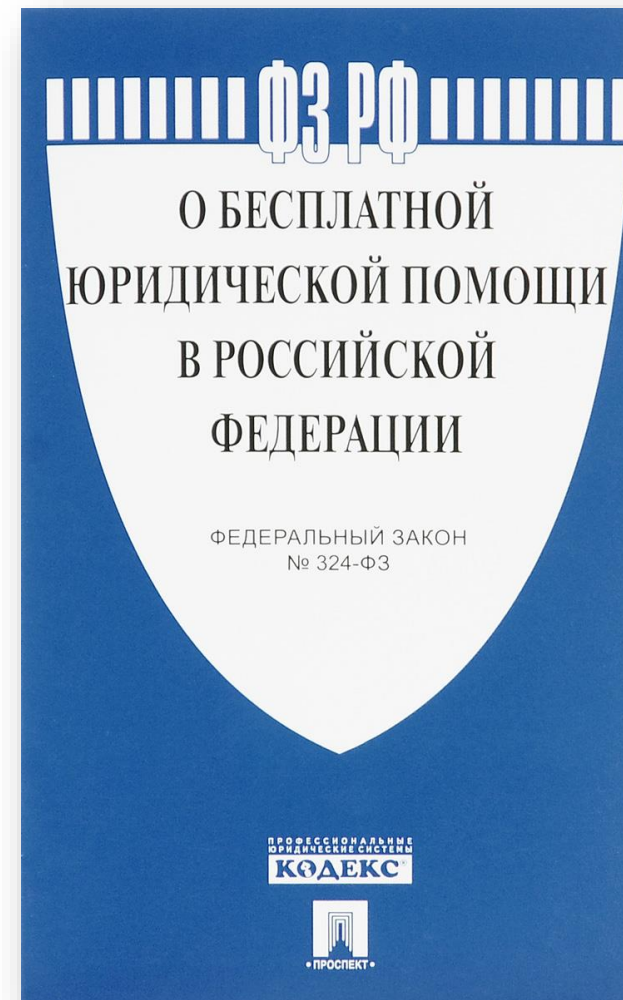 ФЗ РФ
О БЕСПЛАТНОЙ
ЮРИДИЧЕСКОЙ ПОМОЩИ
В РОССИЙСКОЙ
ФЕДЕРАЦИИ
ФЕДЕРАЛЬНЫЙ ЗАКОН
№ 324-ФЗ
ПРОФЕССИОНАЛЬНЫЕ
ЮРИДИЧЕСКИЕ СИСТЕМЫ
КОДЕКС®
•ПРОСПЕКТ•